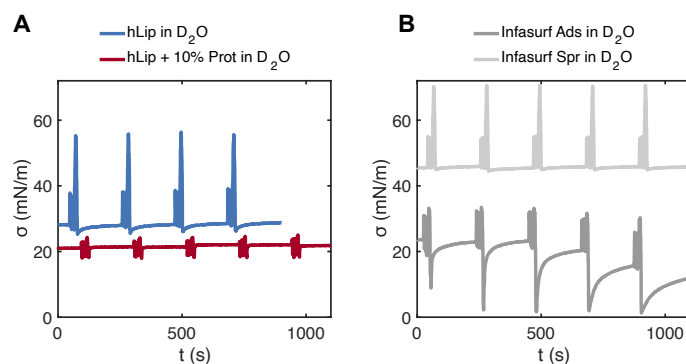 A
hLip in D₂O
hLip + 10% Prot in D₂O
σ (mN/m)
60
40
20
0
0 500 1000
t (s)
B
Infasurf Ads in D₂O
Infasurf Spr in D₂O
σ (mN/m)
60
40
20
0
0 500 1000
t (s)